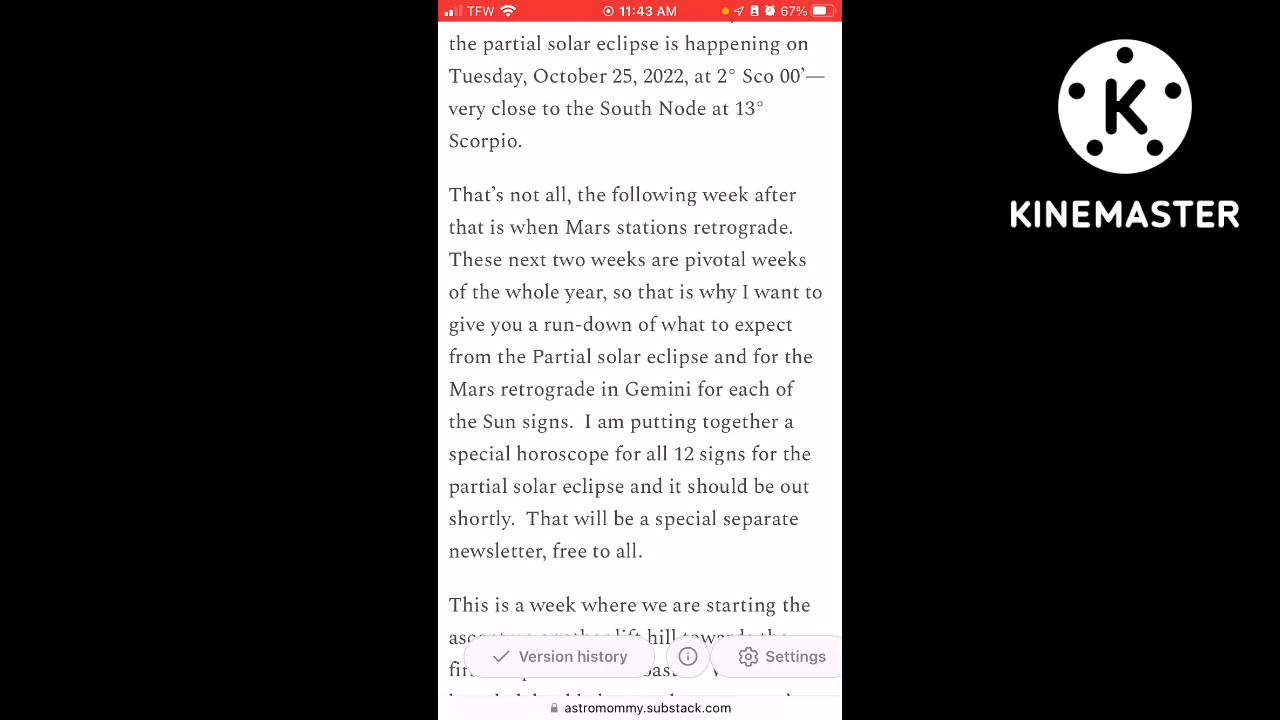 TFW 11:43 AM 67%
the partial solar eclipse is happening on
Tuesday, October 25, 2022, at 2° Sco 00’—
very close to the South Node at 13°
Scorpio.
That’s not all, the following week after
that is when Mars stations retrograde.
These next two weeks are pivotal weeks
of the whole year, so that is why I want to
give you a run-down of what to expect
from the Partial solar eclipse and for the
Mars retrograde in Gemini for each of
the Sun signs.  I am putting together a
special horoscope for all 12 signs for the
partial solar eclipse and it should be out
shortly.  That will be a special separate
newsletter, free to all.
This is a week where we are starting the
hill towards the
Version history
Settings
astromommy.substack.com
K
KINEMASTER